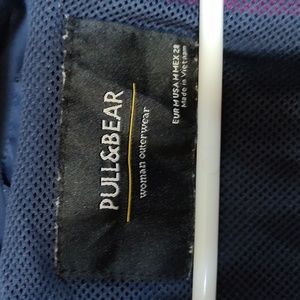 PULL&BEAR
woman outerwear
EUR M USA M MEX 28
Made in Vietnam